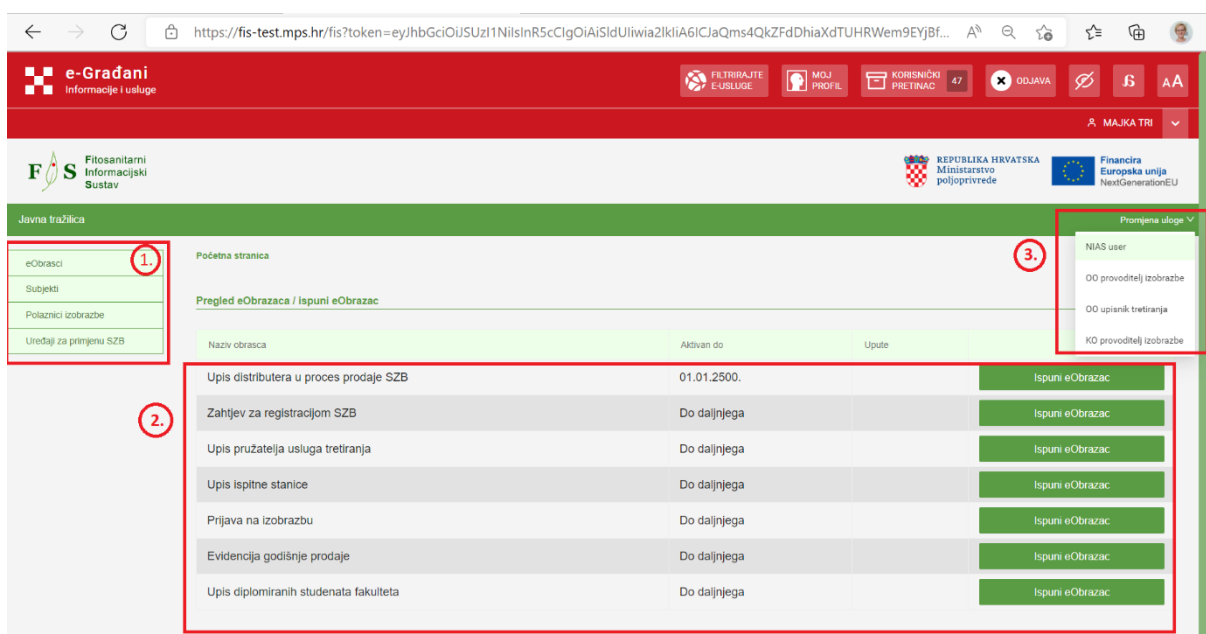 https://fis-test.mps.hr/fis?token=eyJhbGciOiJSUzI1NiIsInR5cCIgOiAiSldUIiwia2lkIiA6ICJaQms4QkZFdDhiaXdTUHRWem9EYjBf...
e-Građani
Informacije i usluge
FILTRIRAJTE E-USLUGE
MOJ PROFIL
KORISNIČKI PRETINAC 47
ODJAVA
AA
MAJKA TRI
FIS
Fitosanitarni
Informacijski
Sustav
REPUBLIKA HRVATSKA
Ministarstvo
poljoprivrede
Financira
Europska unija
NextGenerationEU
Javna tražilica
Promjena uloge
1.
eObrasci
Subjekti
Polaznici izobrazbe
Uređaji za primjenu SZB
Početna stranica
3.
NIAS user
OO provoditelj izobrazbe
OO upisnik tretiranja
KO provoditelj izobrazbe
Pregled eObrazaca / ispuni eObrazac
Naziv obrasca Aktivan do Upute
2.
Upis distributera u proces prodaje SZB 01.01.2500. Ispuni eObrazac
Zahtjev za registracijom SZB Do daljnjega Ispuni eObrazac
Upis pružatelja usluga tretiranja Do daljnjega Ispuni eObrazac
Upis ispitne stanice Do daljnjega Ispuni eObrazac
Prijava na izobrazbu Do daljnjega Ispuni eObrazac
Evidencija godišnje prodaje Do daljnjega Ispuni eObrazac
Upis diplomiranih studenata fakulteta Do daljnjega Ispuni eObrazac